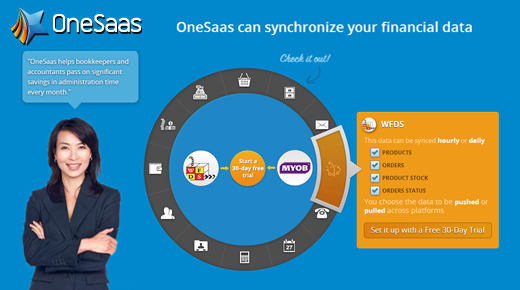 OneSaas
OneSaas can synchronize your financial data
Check it out!
"OneSaas helps bookkeepers and
accountants pass on significant
savings in administration time
every month."
WFDS
Start a
30-day free
trial
MYOB
27
WFDS
This data can be synced hourly or daily
PRODUCTS
ORDERS
PRODUCT STOCK
ORDERS STATUS
You choose the data to be pushed or
pulled across platforms
Set it up with a Free 30-Day Trial